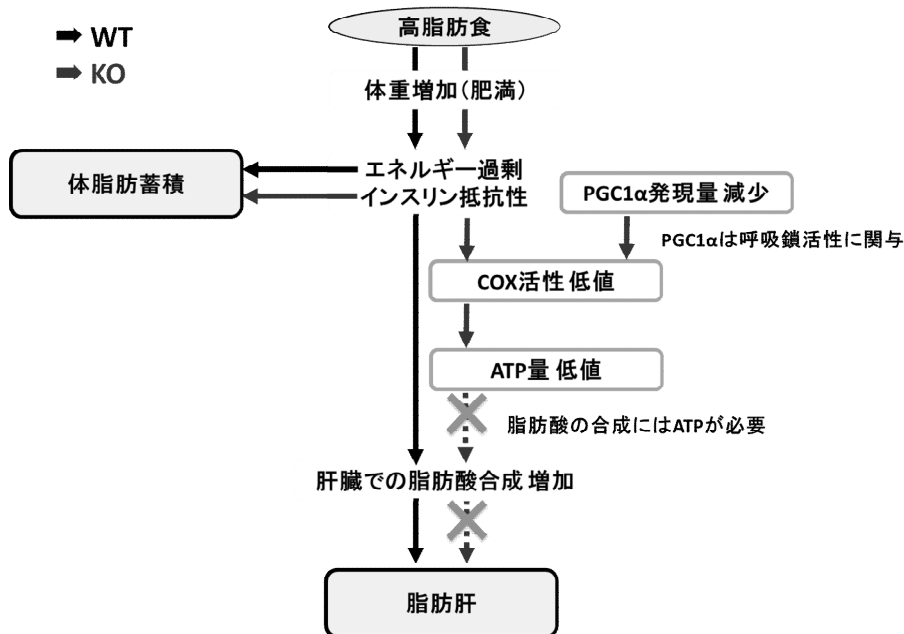 高脂肪食
WT
KO
体重増加(肥満)
エネルギー過剰
インスリン抵抗性
体脂肪蓄積
PGC1α発現量 減少
PGC1αは呼吸鎖活性に関与
COX活性 低値
ATP量 低値
脂肪酸の合成にはATPが必要
肝臓での脂肪酸合成 増加
脂肪肝